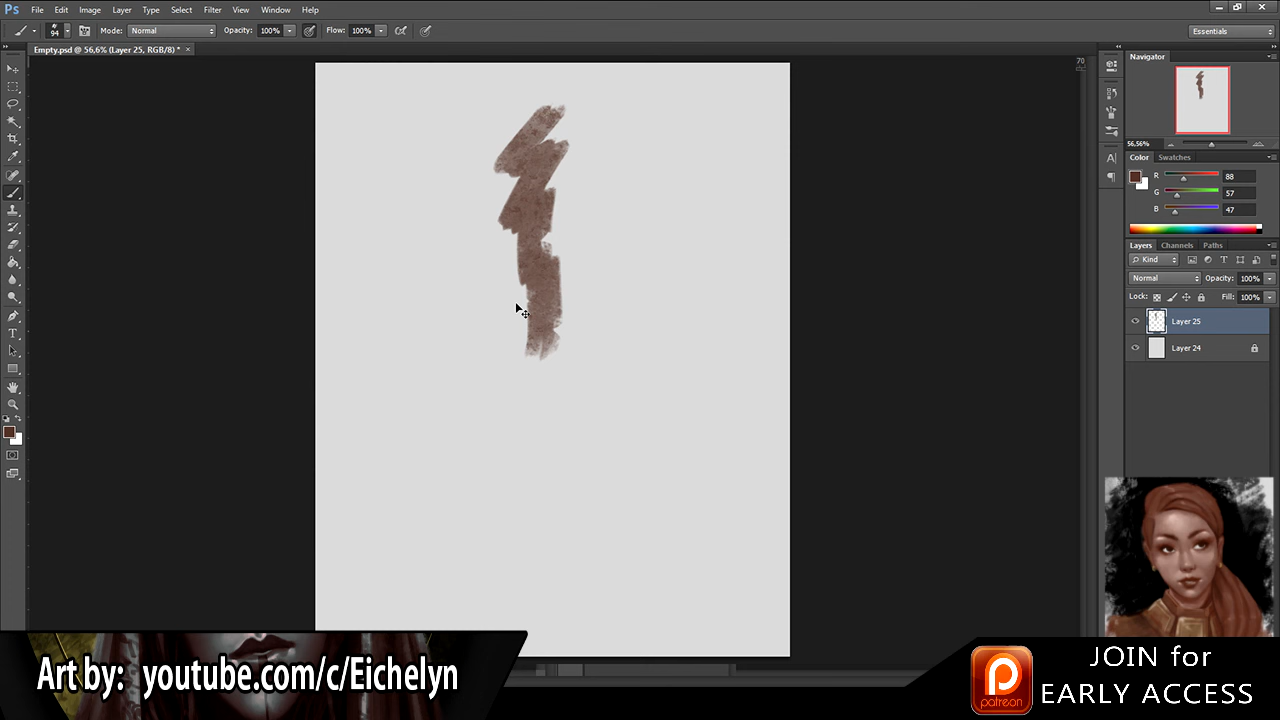 Ps File Edit Image Layer Type Select Filter View Window Help
94 Mode: Normal Opacity: 100% Flow: 100% Essentials
Empty.psd @ 56,6% (Layer 25, RGB/8) * ×
70
Navigator
56,56%
Color Swatches
R 88
G 57
B 47
Layers Channels Paths
Kind
Normal Opacity: 100%
Lock: Fill: 100%
Layer 25
Layer 24
Art by: youtube.com/c/Eichelyn
JOIN for
EARLY ACCESS
patreon